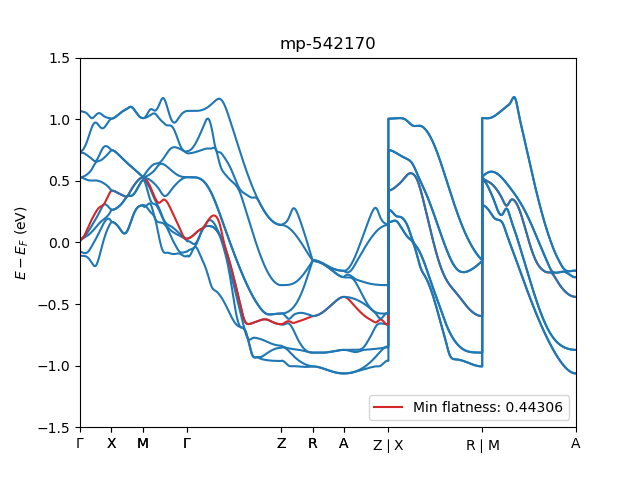 mp-542170
E − E_F (eV)
1.5
1.0
0.5
0.0
−0.5
−1.0
−1.5
Min flatness: 0.44306
Γ X M Γ Z R A Z | X R | M A